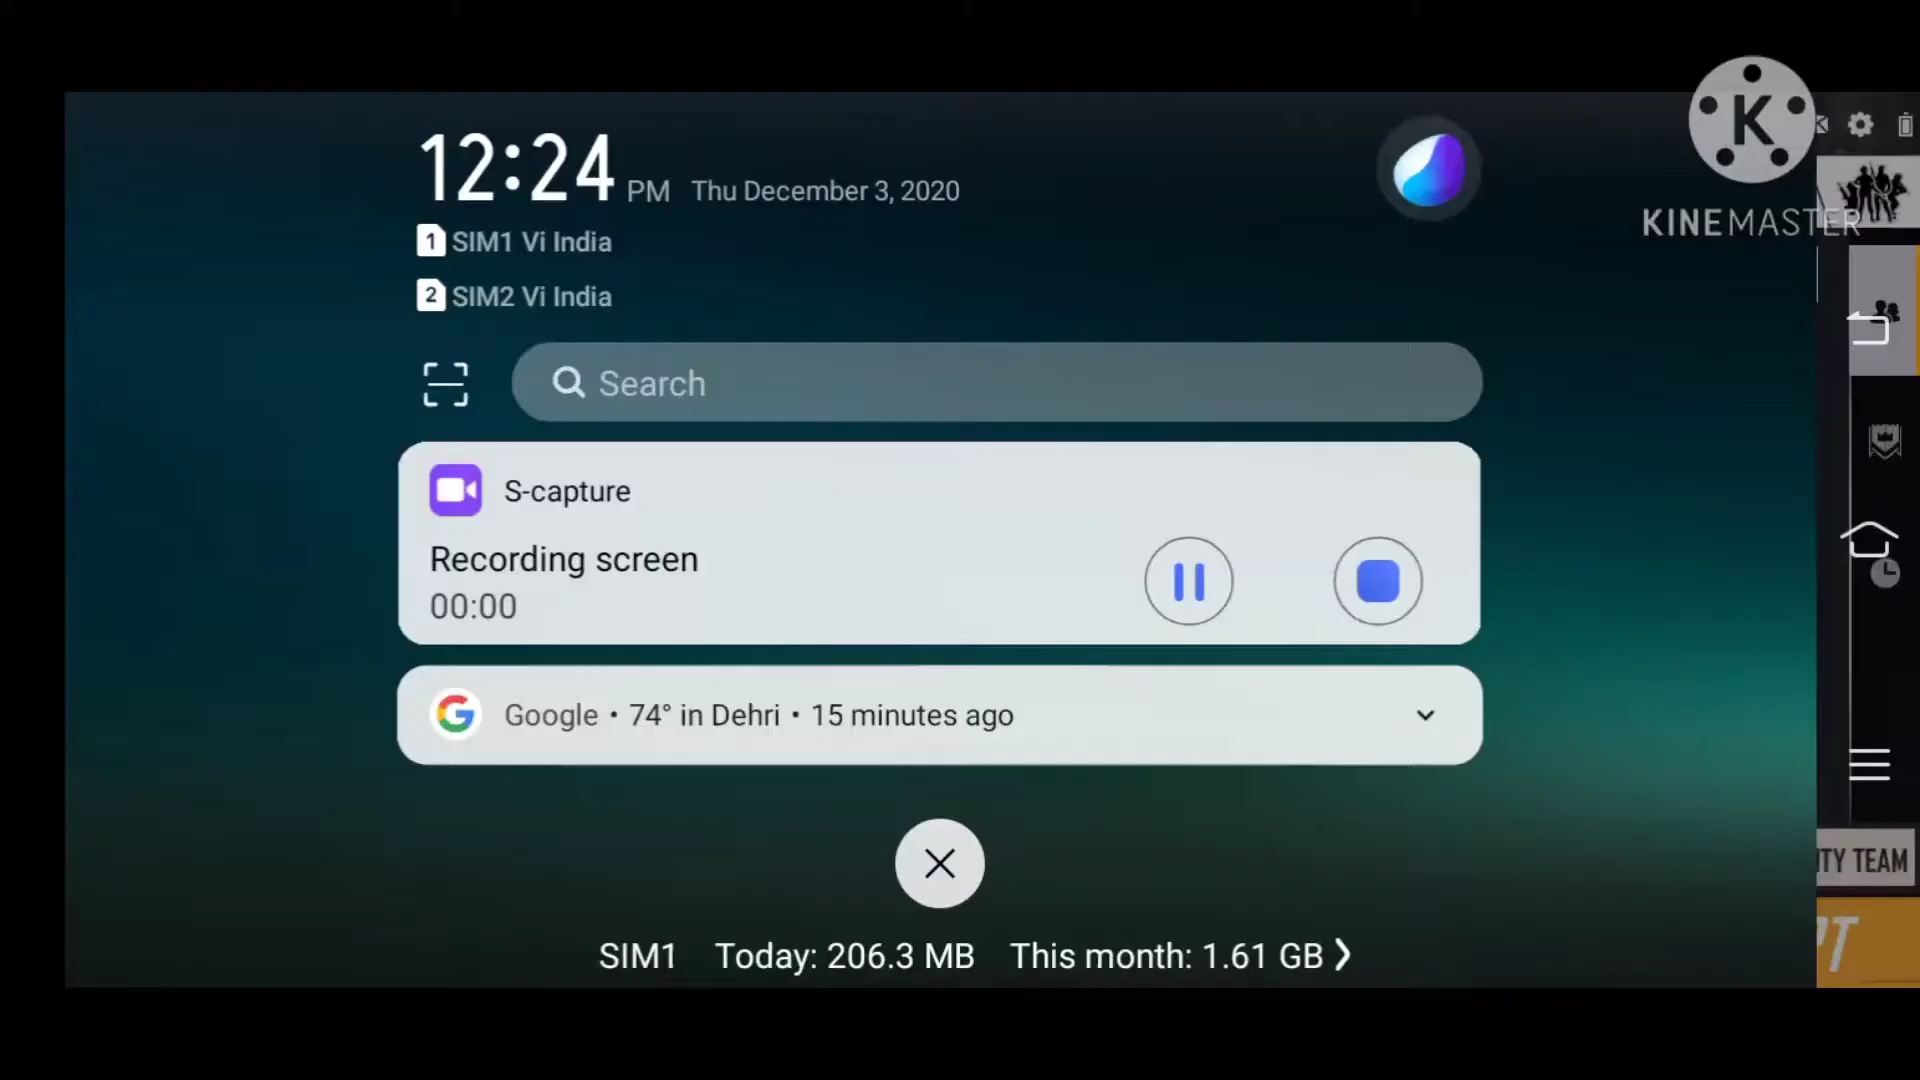 12:24 PM Thu December 3, 2020
K
KINEMASTER
1 SIM1 Vi India
2 SIM2 Vi India
Search
S-capture
Recording screen
00:00
Google • 74° in Dehri • 15 minutes ago
ITY TEAM
SIM1 Today: 206.3 MB This month: 1.61 GB